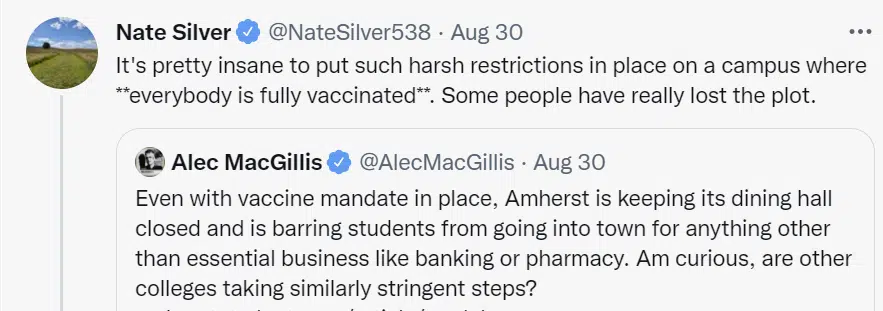 Nate Silver @NateSilver538 · Aug 30
It's pretty insane to put such harsh restrictions in place on a campus where
**everybody is fully vaccinated**. Some people have really lost the plot.
Alec MacGillis @AlecMacGillis · Aug 30
Even with vaccine mandate in place, Amherst is keeping its dining hall
closed and is barring students from going into town for anything other
than essential business like banking or pharmacy. Am curious, are other
colleges taking similarly stringent steps?